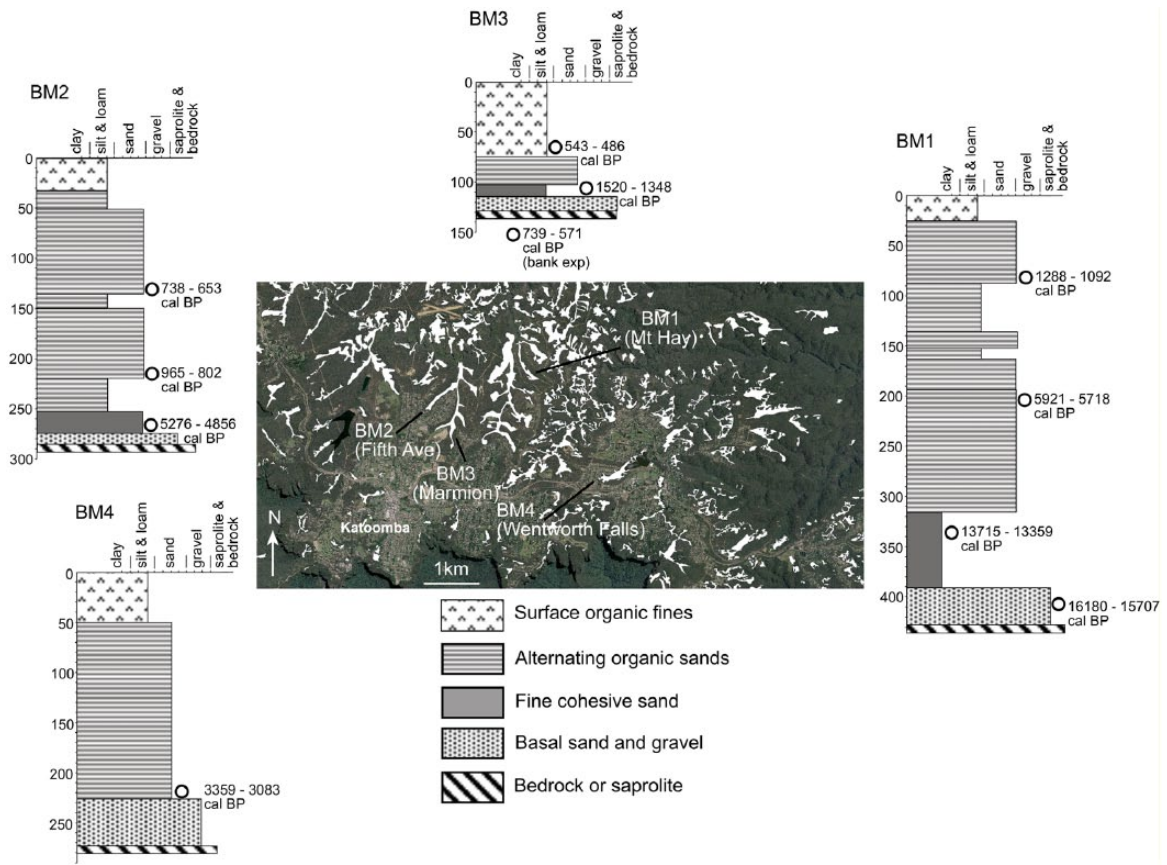 BM2
clay
silt & loam
sand
gravel
saprolite &
bedrock
0
50
100
150
200
250
300
738 - 653
cal BP
965 - 802
cal BP
5276 - 4856
cal BP
BM3
clay
silt & loam
sand
gravel
saprolite &
bedrock
0
50
100
150
543 - 486
cal BP
1520 - 1348
cal BP
739 - 571
cal BP
(bank exp)
BM1
clay
silt & loam
sand
gravel
saprolite &
bedrock
0
50
100
150
200
250
300
350
400
1288 - 1092
cal BP
5921 - 5718
cal BP
13715 - 13359
cal BP
16180 - 15707
cal BP
BM1
(Mt Hay)
BM2
(Fifth Ave)
BM3
(Marmion)
BM4
(Wentworth Falls)
Katoomba
N
1km
BM4
clay
silt & loam
sand
gravel
saprolite &
bedrock
0
50
100
150
200
250
3359 - 3083
cal BP
Surface organic fines
Alternating organic sands
Fine cohesive sand
Basal sand and gravel
Bedrock or saprolite